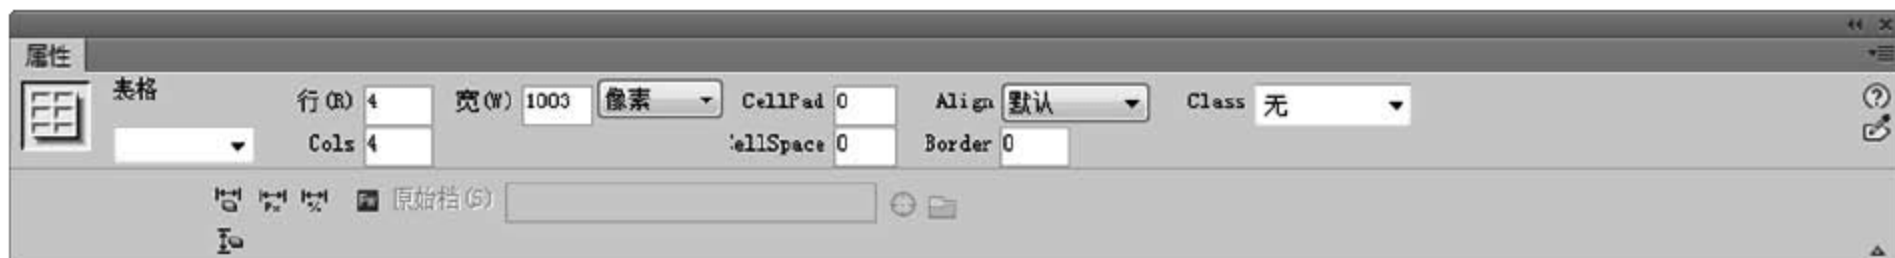 属性
表格
行(R) 4 宽(W) 1003 像素 CellPad 0 Align 默认 Class 无
Cols 4 CellSpace 0 Border 0
原始档(S)